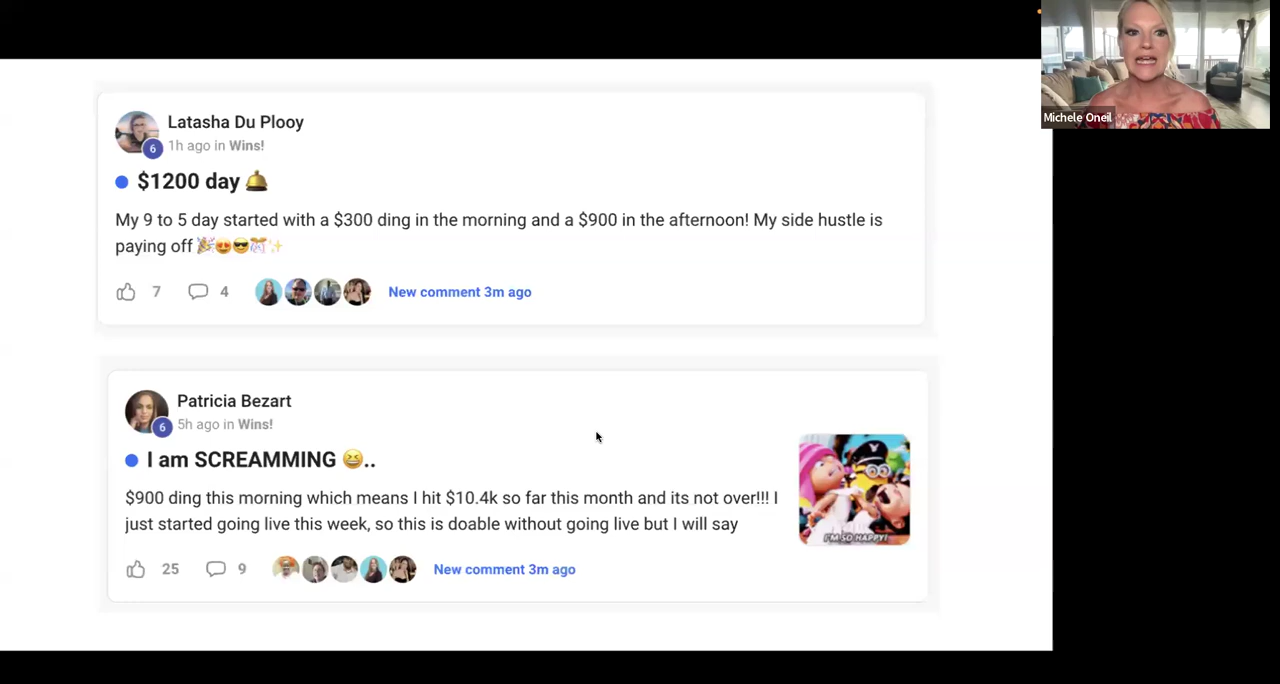 Michele Oneil
Latasha Du Plooy
6
1h ago in Wins!
$1200 day 🛎️
My 9 to 5 day started with a $300 ding in the morning and a $900 in the afternoon! My side hustle is
paying off 🎉😍😎🎊✨
7 4 New comment 3m ago
Patricia Bezart
6
5h ago in Wins!
I am SCREAMMING 😆..
$900 ding this morning which means I hit $10.4k so far this month and its not over!!! I
just started going live this week, so this is doable without going live but I will say
I'M SO HAPPY!
25 9 New comment 3m ago